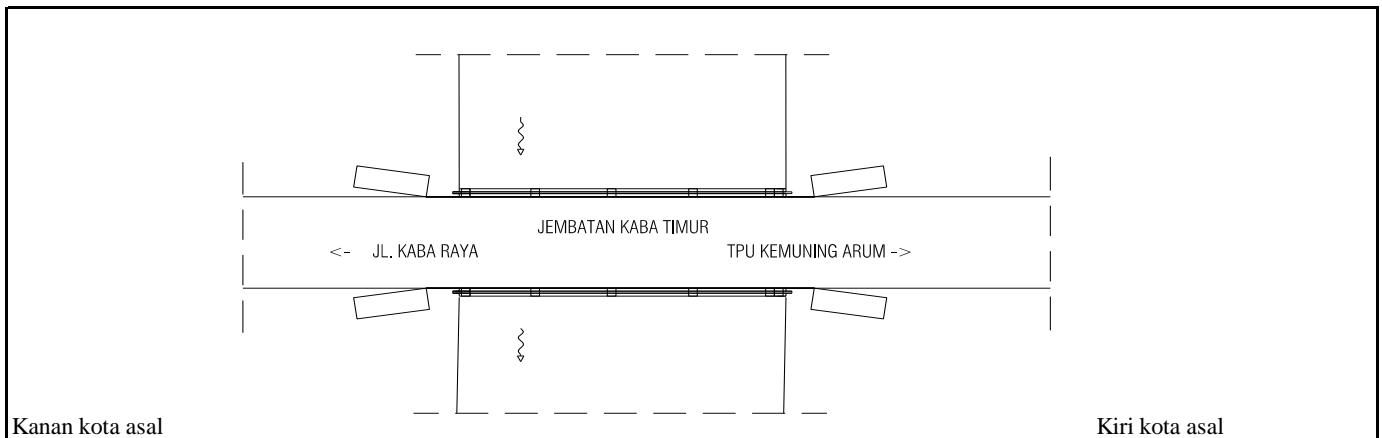 JEMBATAN KABA TIMUR
<- JL. KABA RAYA TPU KEMUNING ARUM ->
Kanan kota asal Kiri kota asal